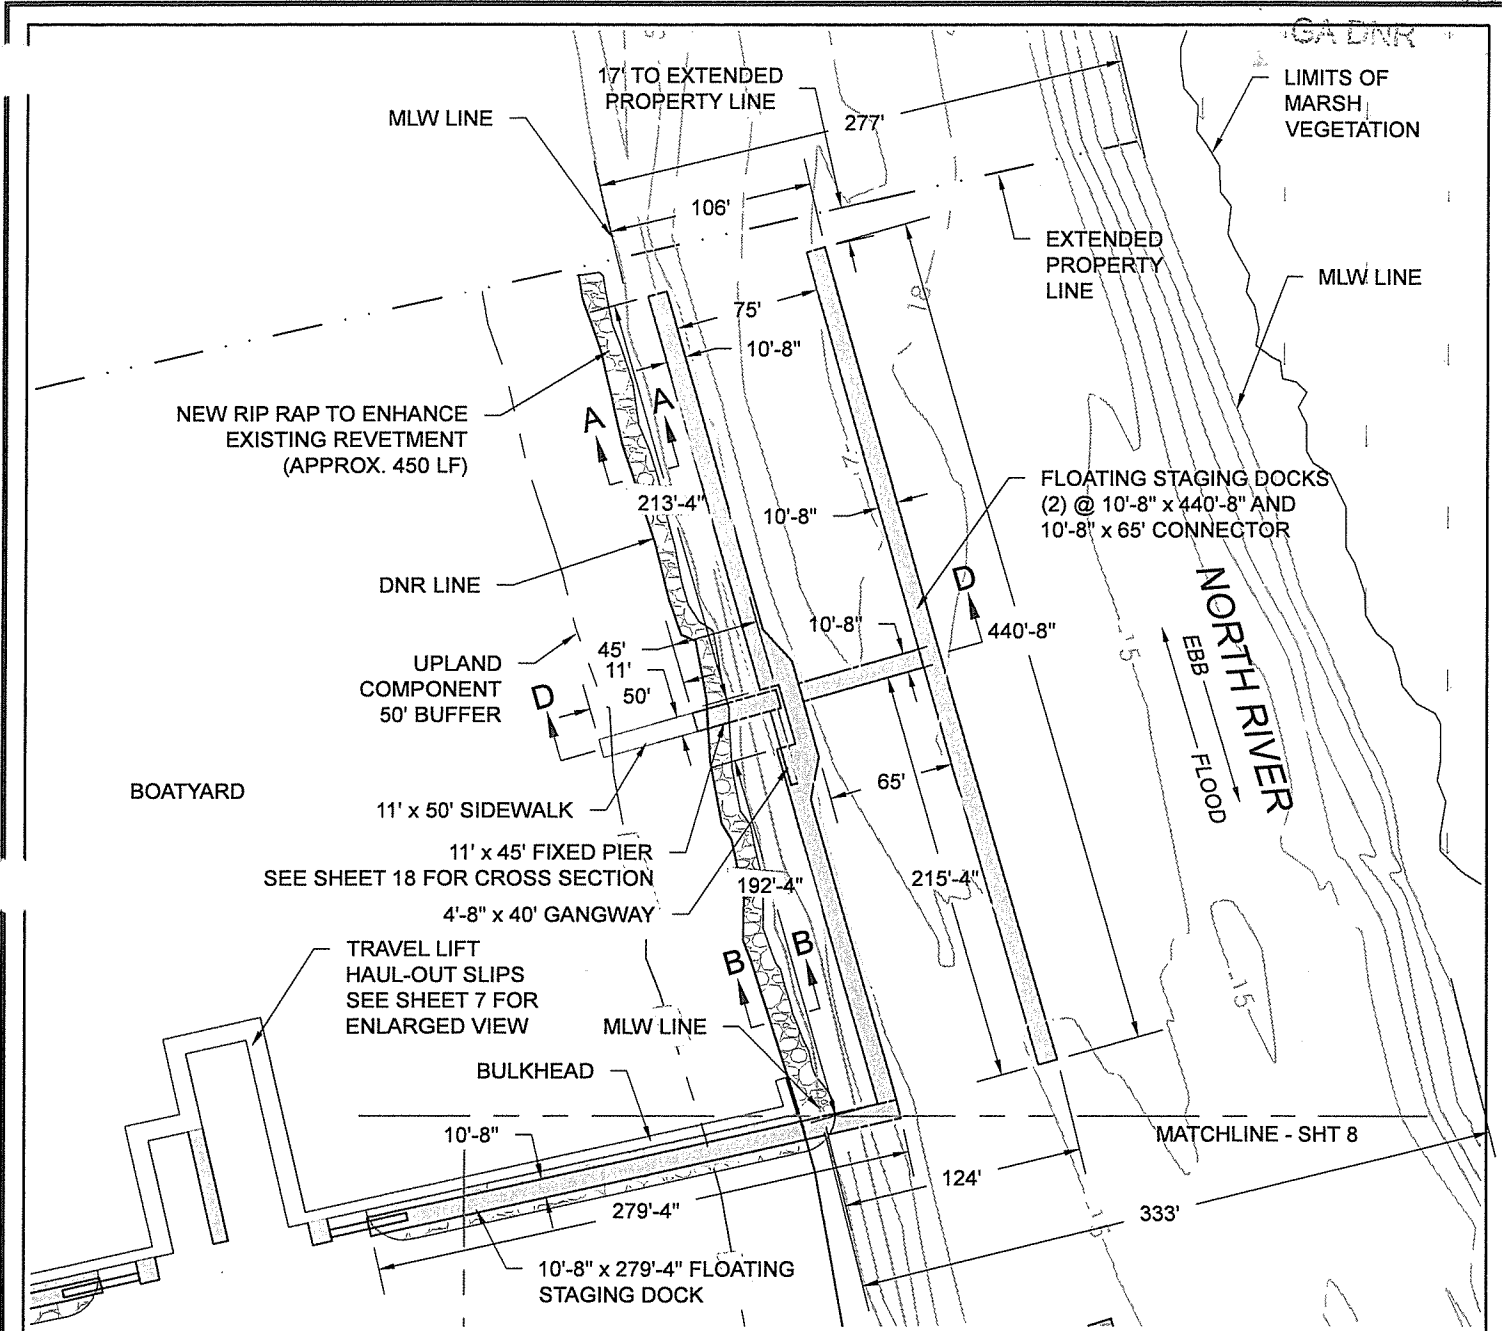 GA DNR
17' TO EXTENDED
PROPERTY LINE
LIMITS OF
MARSH
VEGETATION
MLW LINE
277'
106'
EXTENDED
PROPERTY
LINE
MLW LINE
75'
10'-8"
18
NEW RIP RAP TO ENHANCE
EXISTING REVETMENT
(APPROX. 450 LF)
A
A
213'-4"
10'-8"
FLOATING STAGING DOCKS
(2) @ 10'-8" x 440'-8" AND
10'-8" x 65' CONNECTOR
DNR LINE
D
NORTH RIVER
EBB
FLOOD
10'-8"
440'-8"
-15
45'
11'
50'
UPLAND
COMPONENT
50' BUFFER
D
BOATYARD
65'
11' x 50' SIDEWALK
11' x 45' FIXED PIER
SEE SHEET 18 FOR CROSS SECTION
192'-4"
215'-4"
4'-8" x 40' GANGWAY
TRAVEL LIFT
HAUL-OUT SLIPS
SEE SHEET 7 FOR
ENLARGED VIEW
B
B
-15
MLW LINE
BULKHEAD
10'-8"
MATCHLINE - SHT 8
124'
279'-4"
333'
10'-8" x 279'-4" FLOATING
STAGING DOCK